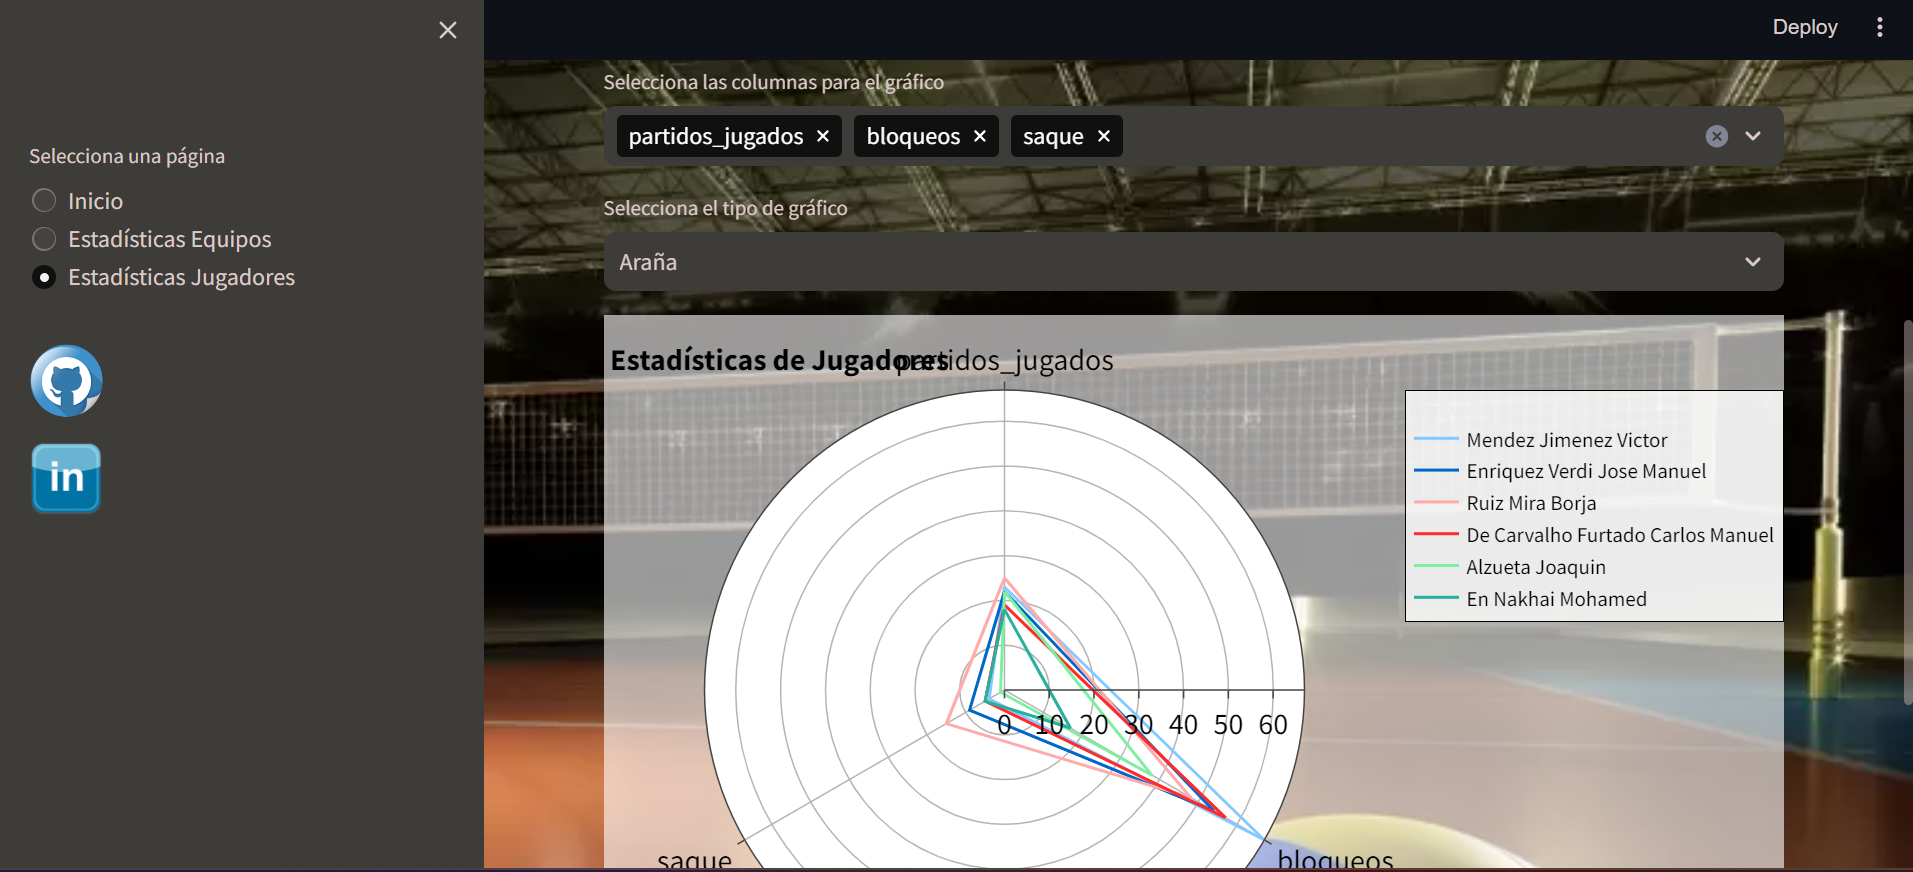 Deploy
Selecciona una página
Inicio
Estadísticas Equipos
Estadísticas Jugadores
in
Selecciona las columnas para el gráfico
partidos_jugados
bloqueos
saque
Selecciona el tipo de gráfico
Araña
Estadísticas de Jugadores
partidos_jugados
Mendez Jimenez Victor
Enriquez Verdi Jose Manuel
Ruiz Mira Borja
De Carvalho Furtado Carlos Manuel
Alzueta Joaquin
En Nakhai Mohamed
0 10 20 30 40 50 60
saque
bloqueos